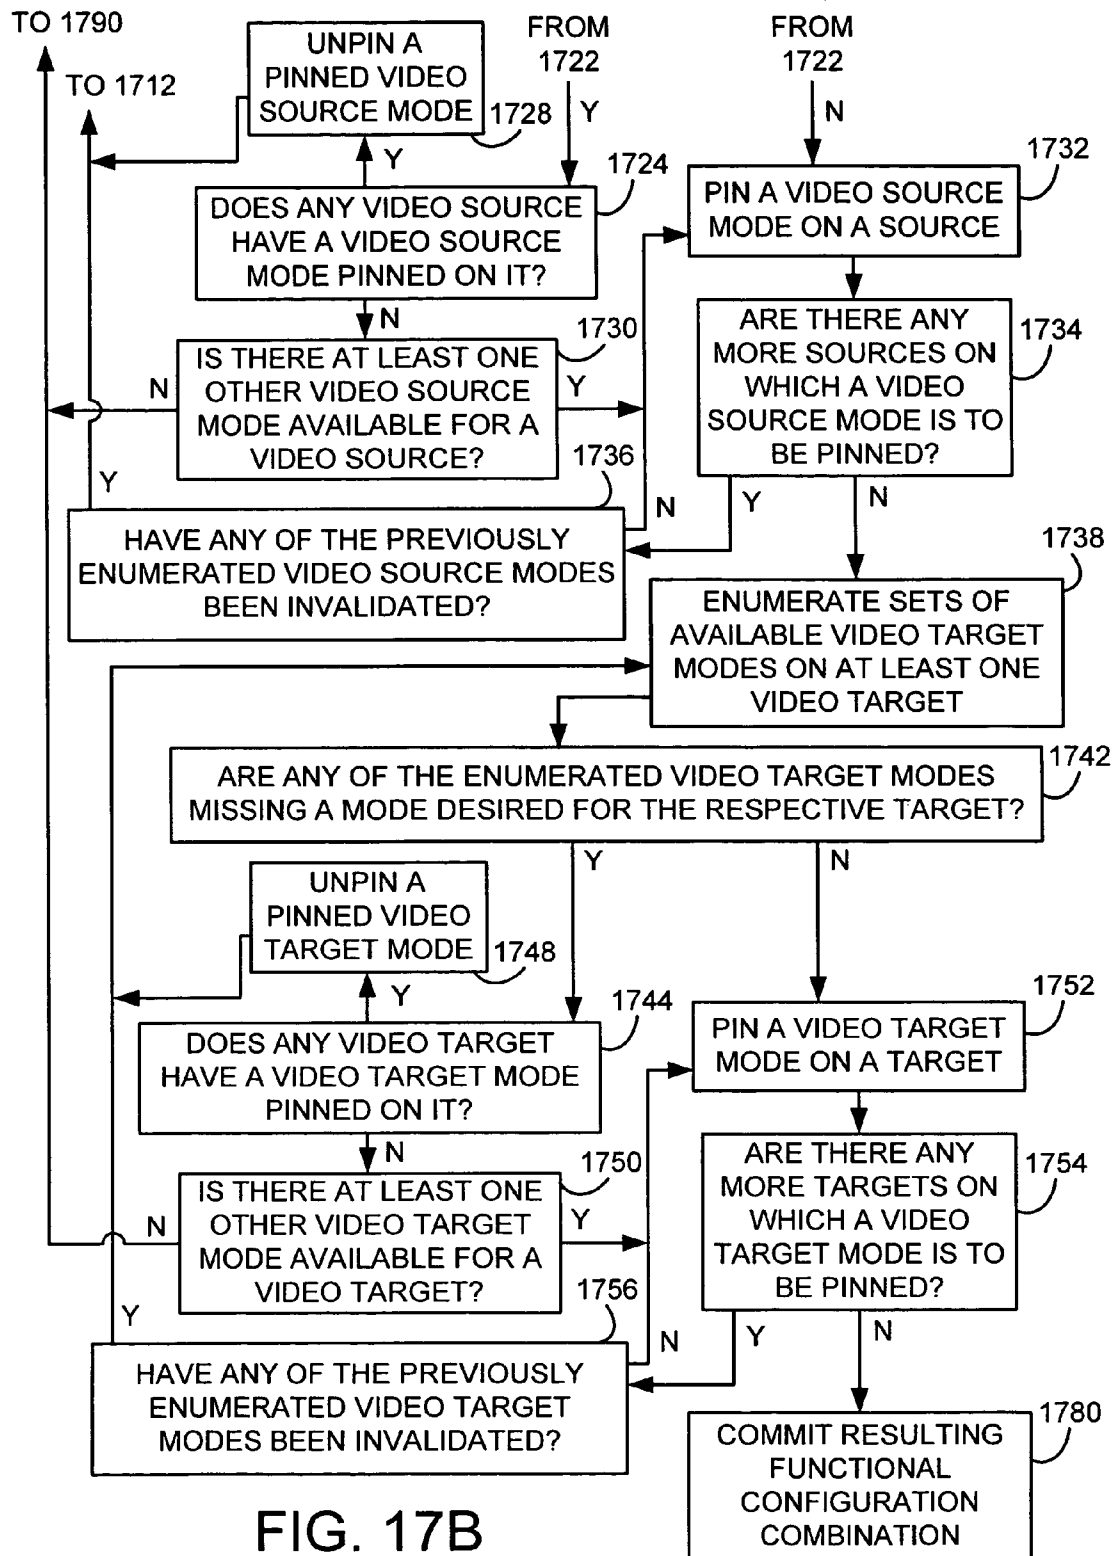 TO 1790
TO 1712
UNPIN A
PINNED VIDEO
SOURCE MODE
1728
FROM
1722
Y
FROM
1722
N
Y
1724
DOES ANY VIDEO SOURCE
HAVE A VIDEO SOURCE
MODE PINNED ON IT?
N
1732
PIN A VIDEO SOURCE
MODE ON A SOURCE
1730
IS THERE AT LEAST ONE
OTHER VIDEO SOURCE
MODE AVAILABLE FOR A
VIDEO SOURCE?
N
Y
1734
ARE THERE ANY
MORE SOURCES ON
WHICH A VIDEO
SOURCE MODE IS TO
BE PINNED?
Y
N
1736
Y
N
HAVE ANY OF THE PREVIOUSLY
ENUMERATED VIDEO SOURCE MODES
BEEN INVALIDATED?
1738
ENUMERATE SETS OF
AVAILABLE VIDEO TARGET
MODES ON AT LEAST ONE
VIDEO TARGET
1742
ARE ANY OF THE ENUMERATED VIDEO TARGET MODES
MISSING A MODE DESIRED FOR THE RESPECTIVE TARGET?
Y
N
UNPIN A
PINNED VIDEO
TARGET MODE
1748
Y
1744
DOES ANY VIDEO TARGET
HAVE A VIDEO TARGET MODE
PINNED ON IT?
N
1752
PIN A VIDEO TARGET
MODE ON A TARGET
1750
IS THERE AT LEAST ONE
OTHER VIDEO TARGET
MODE AVAILABLE FOR A
VIDEO TARGET?
N
Y
1754
ARE THERE ANY
MORE TARGETS ON
WHICH A VIDEO
TARGET MODE IS TO
BE PINNED?
Y
N
1756
Y
N
HAVE ANY OF THE PREVIOUSLY
ENUMERATED VIDEO TARGET
MODES BEEN INVALIDATED?
1780
COMMIT RESULTING
FUNCTIONAL
CONFIGURATION
COMBINATION
FIG. 17B